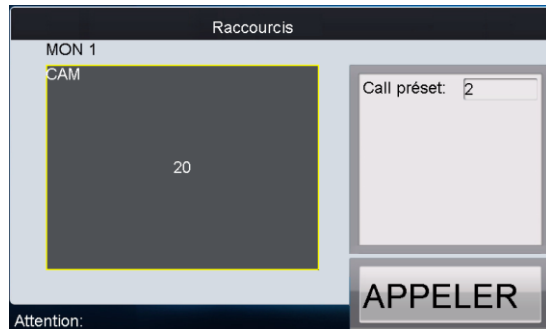 Raccourcis
MON 1
CAM
20
Call préset: 2
APPELER
Attention: